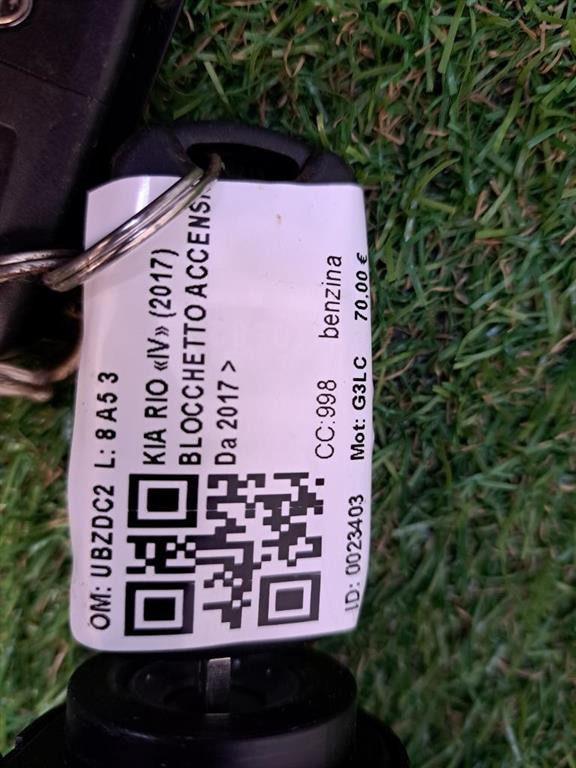 OM: UBZDC2 L: 8 A5 3
KIA RIO «IV» (2017)
BLOCCHETTO ACCENSI
Da 2017 >
CC:998 benzina
ID: 0023403 Mot: G3LC 70.00 €